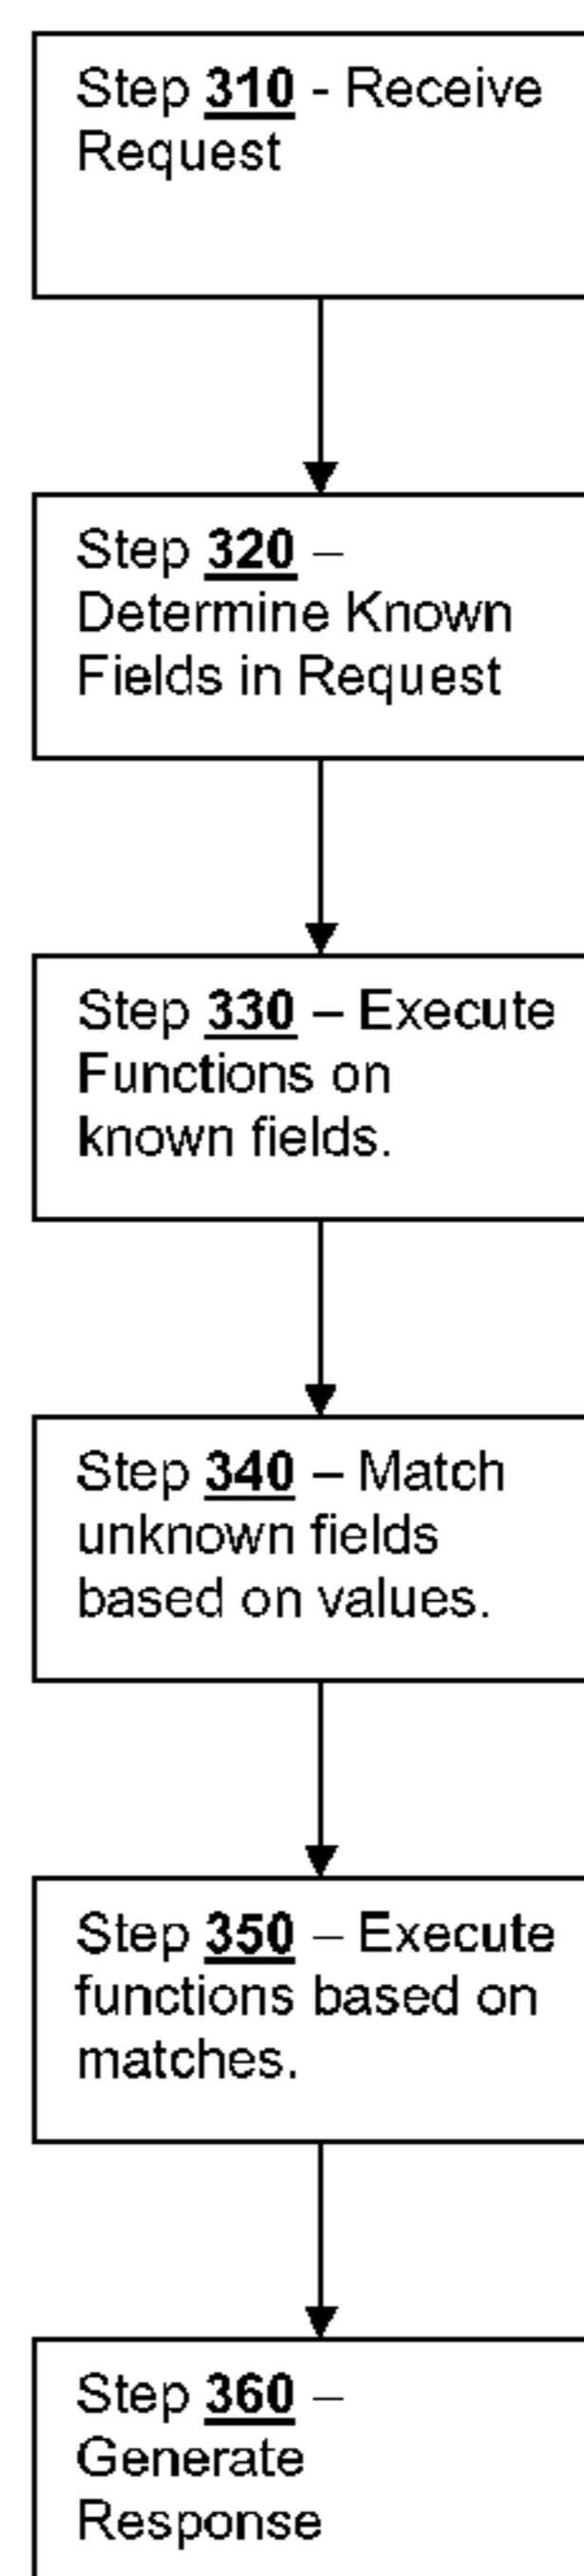 Step 310 - Receive
Request
Step 320 –
Determine Known
Fields in Request
Step 330 – Execute
Functions on
known fields.
Step 340 – Match
unknown fields
based on values.
Step 350 – Execute
functions based on
matches.
Step 360 –
Generate
Response